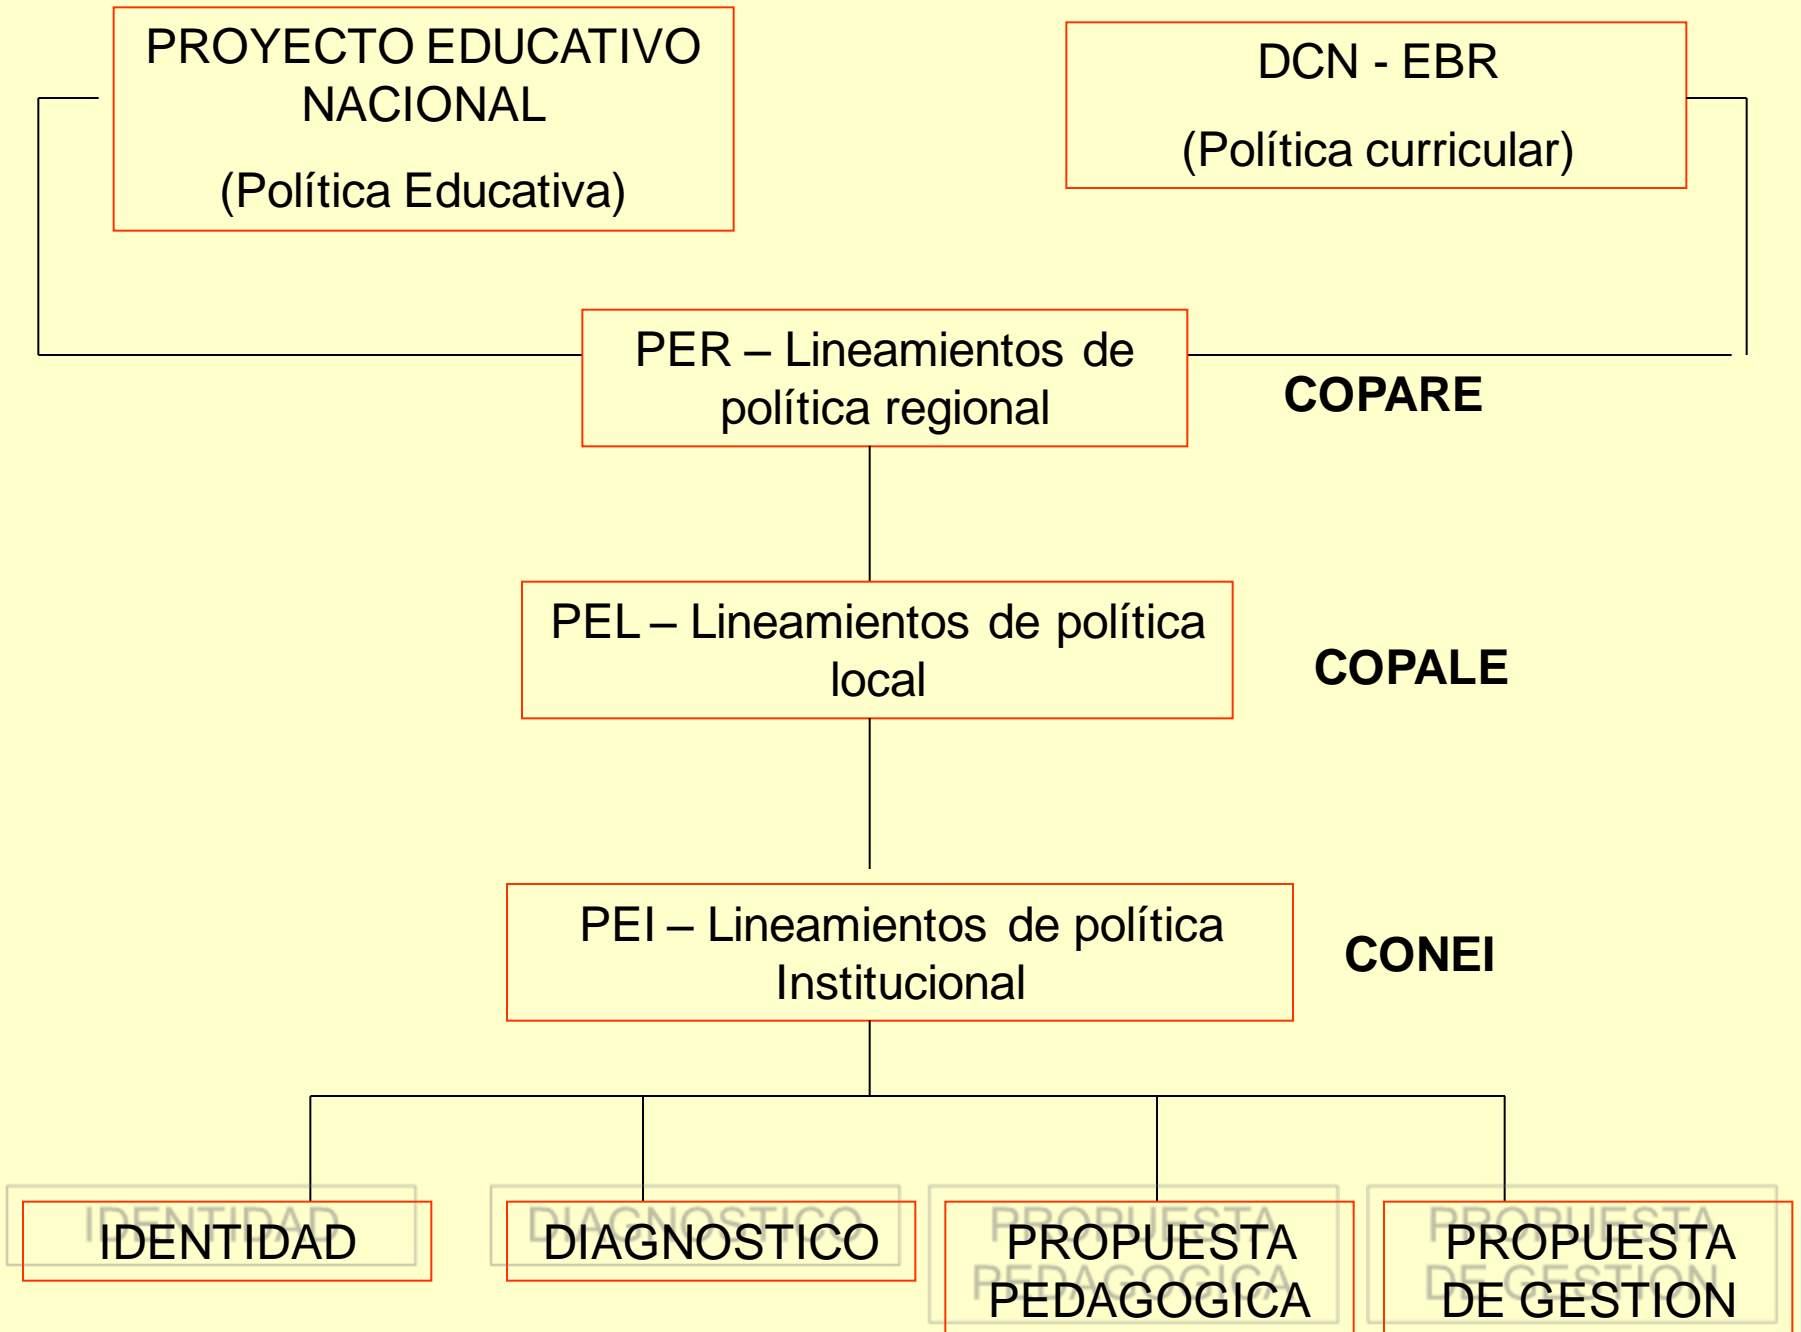 PROYECTO EDUCATIVO
NACIONAL
(Política Educativa)
DCN - EBR
(Política curricular)
PER – Lineamientos de
política regional
COPARE
PEL – Lineamientos de política
local
COPALE
PEI – Lineamientos de política
Institucional
CONEI
IDENTIDAD
DIAGNOSTICO
PROPUESTA
PEDAGOGICA
PROPUESTA
DE GESTION